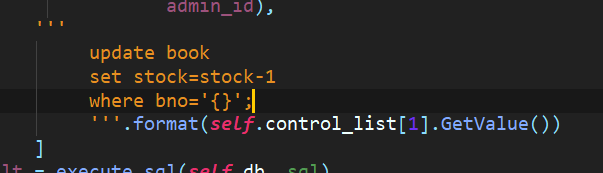 admin_id),
'''
update book
set stock=stock-1
where bno='{}';
'''.format(self.control_list[1].GetValue())
]
lt = execute_sql(self.db, sql)